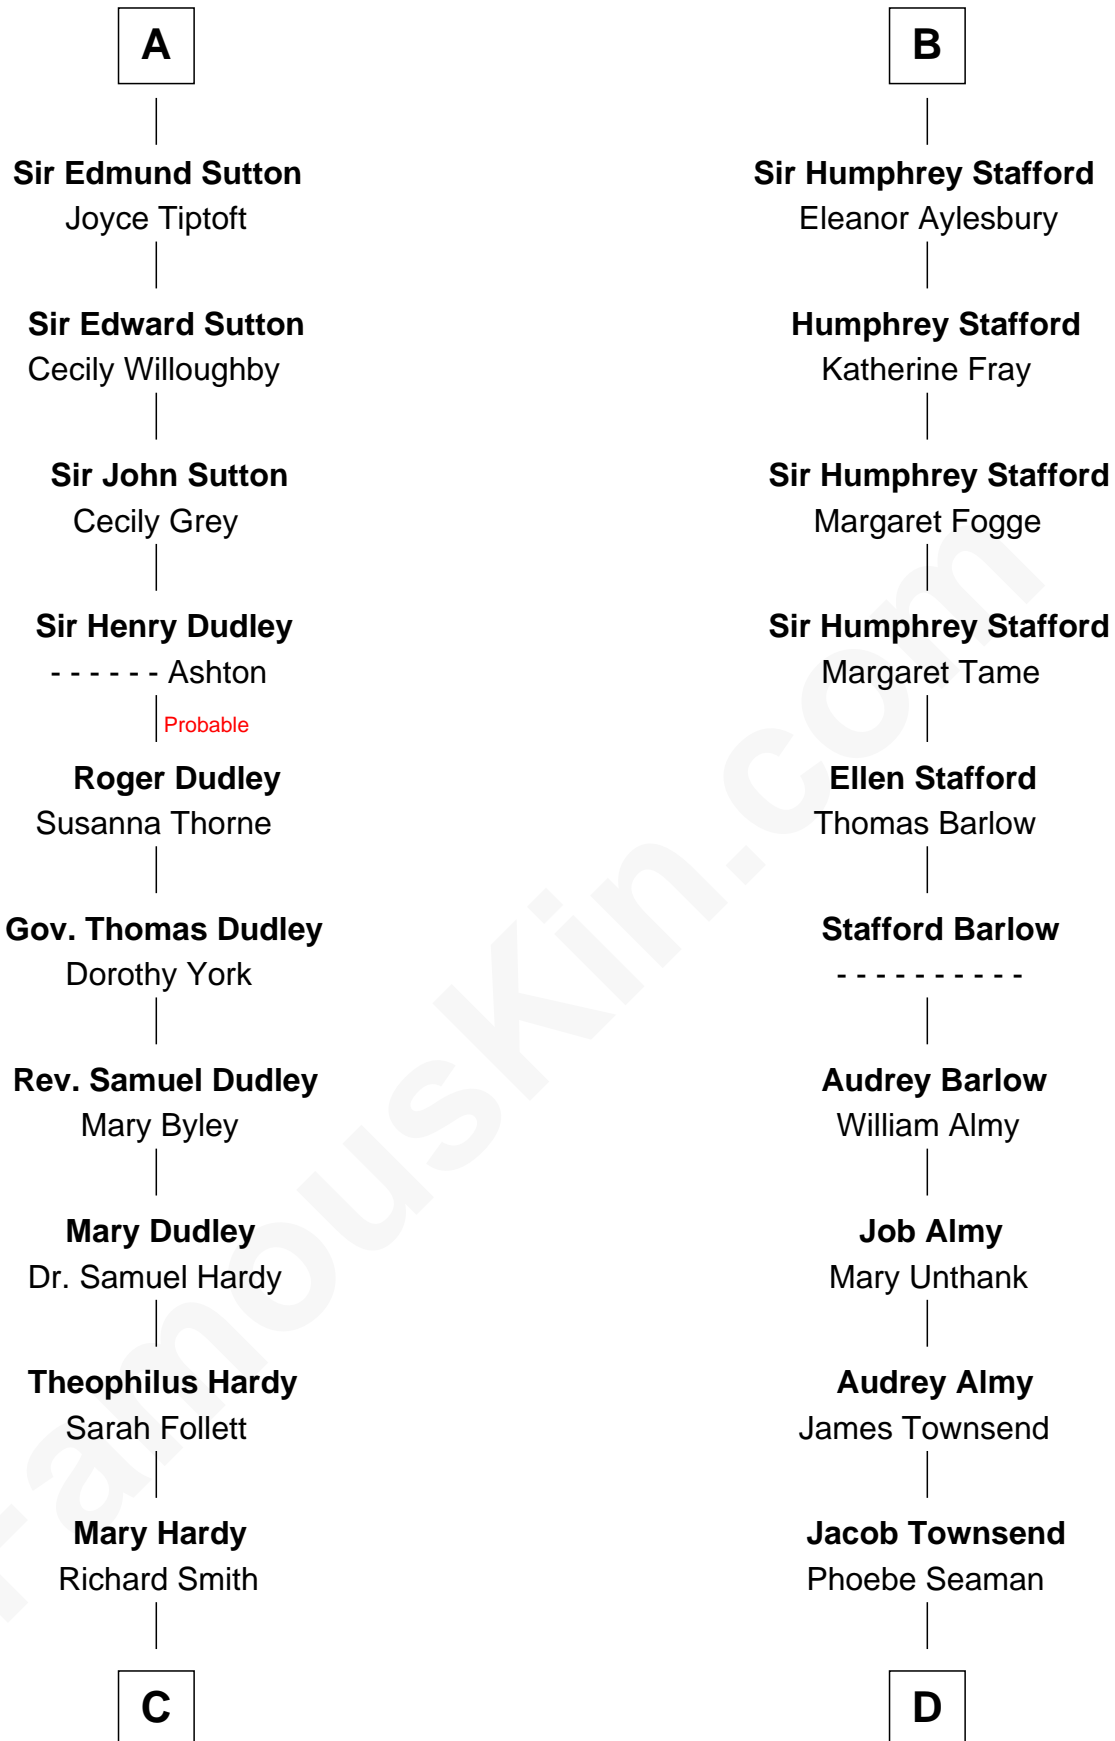 A
Sir Edmund Sutton
Joyce Tiptoft
Sir Edward Sutton
Cecily Willoughby
Sir John Sutton
Cecily Grey
Sir Henry Dudley
- - - - - - Ashton
Probable
Roger Dudley
Susanna Thorne
Gov. Thomas Dudley
Dorothy York
Rev. Samuel Dudley
Mary Byley
Mary Dudley
Dr. Samuel Hardy
Theophilus Hardy
Sarah Follett
Mary Hardy
Richard Smith
C
B
Sir Humphrey Stafford
Eleanor Aylesbury
Humphrey Stafford
Katherine Fray
Sir Humphrey Stafford
Margaret Fogge
Sir Humphrey Stafford
Margaret Tame
Ellen Stafford
Thomas Barlow
Stafford Barlow
- - - - - - - - - -
Audrey Barlow
William Almy
Job Almy
Mary Unthank
Audrey Almy
James Townsend
Jacob Townsend
Phoebe Seaman
D
FamousKin.com